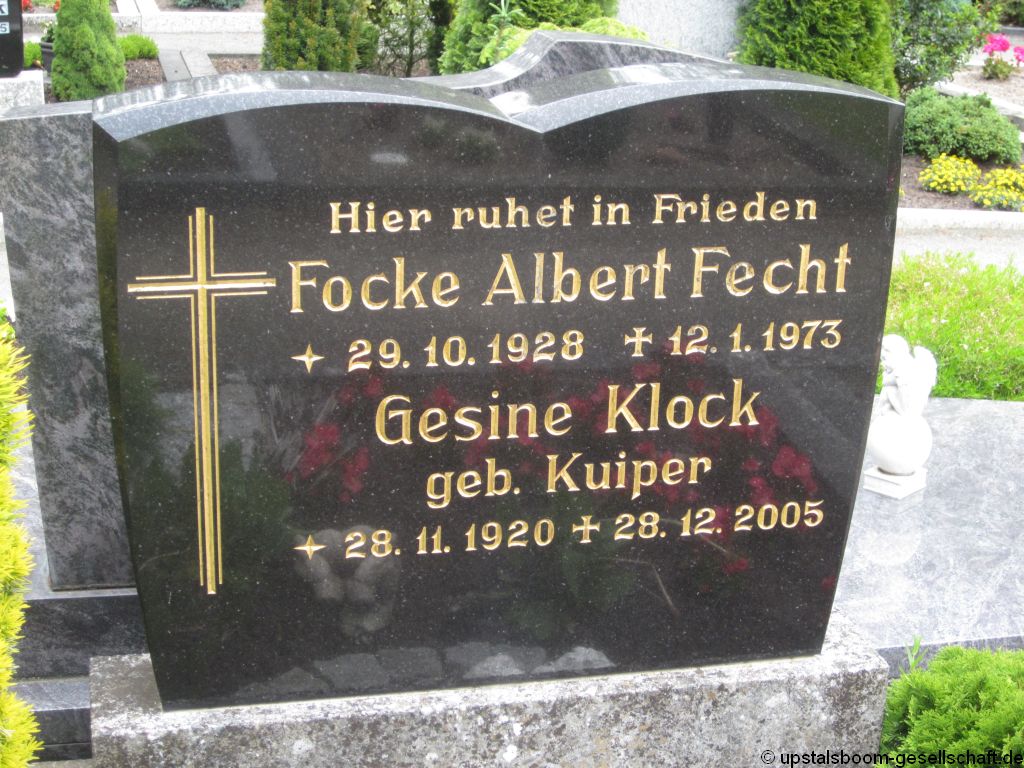 Hier ruhet in Frieden
Focke Albert Fecht
29.10.1928 12.1.1973
Gesine Klock
geb. Kuiper
28.11.1920 28.12.2005
© upstalsboom-gesellschaft.de